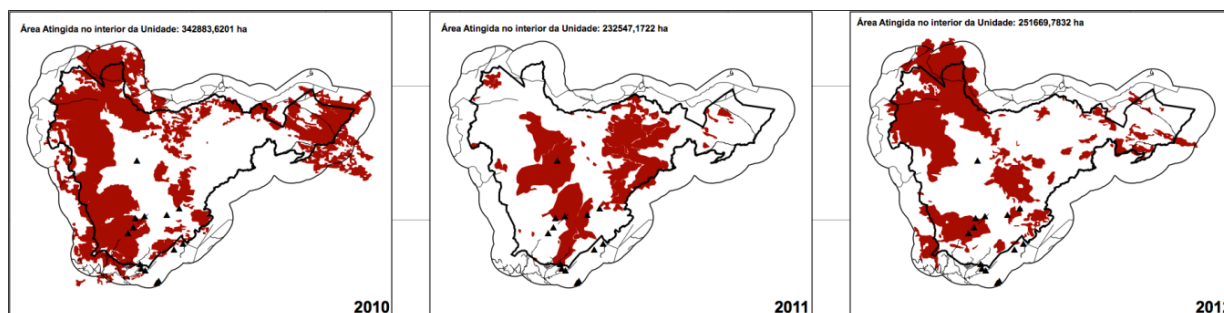 Área Atingida no interior da Unidade: 342883,6201 ha
2010
Área Atingida no interior da Unidade: 232547,1722 ha
2011
Área Atingida no interior da Unidade: 251669,7832 ha
2012